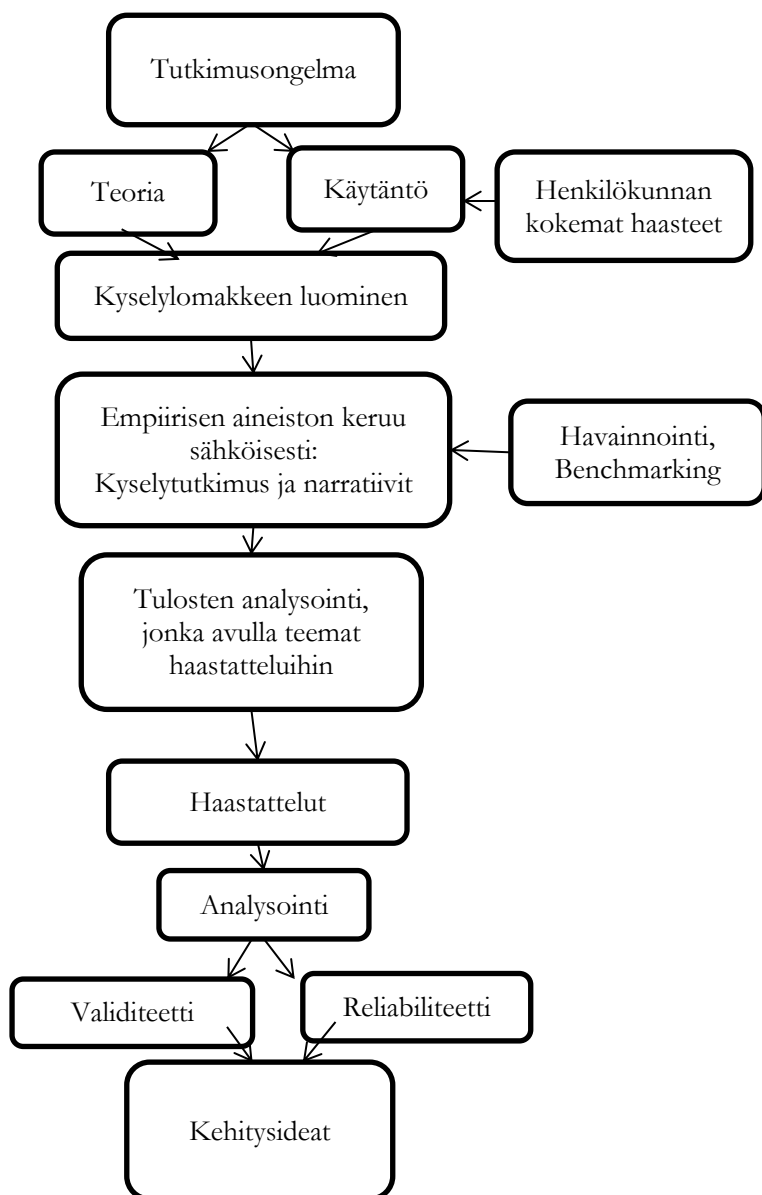 Tutkimusongelma
Teoria
Käytäntö
Henkilökunnan
kokemat haasteet
Kyselylomakkeen luominen
Empiirisen aineiston keruu
sähköisesti:
Kyselytutkimus ja narratiivit
Havainnointi,
Benchmarking
Tulosten analysointi,
jonka avulla teemat
haastatteluihin
Haastattelut
Analysointi
Validiteetti
Reliabiliteetti
Kehitysideat